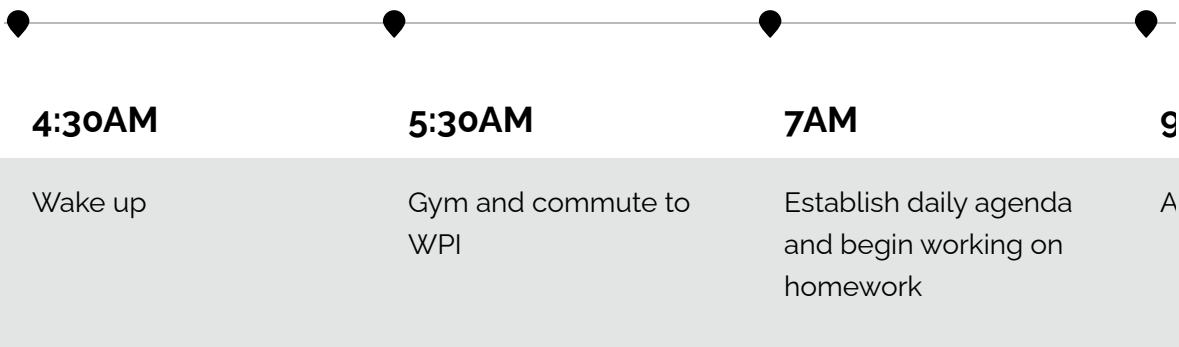 4:30AM
Wake up
5:30AM
Gym and commute to
WPI
7AM
Establish daily agenda
and begin working on
homework